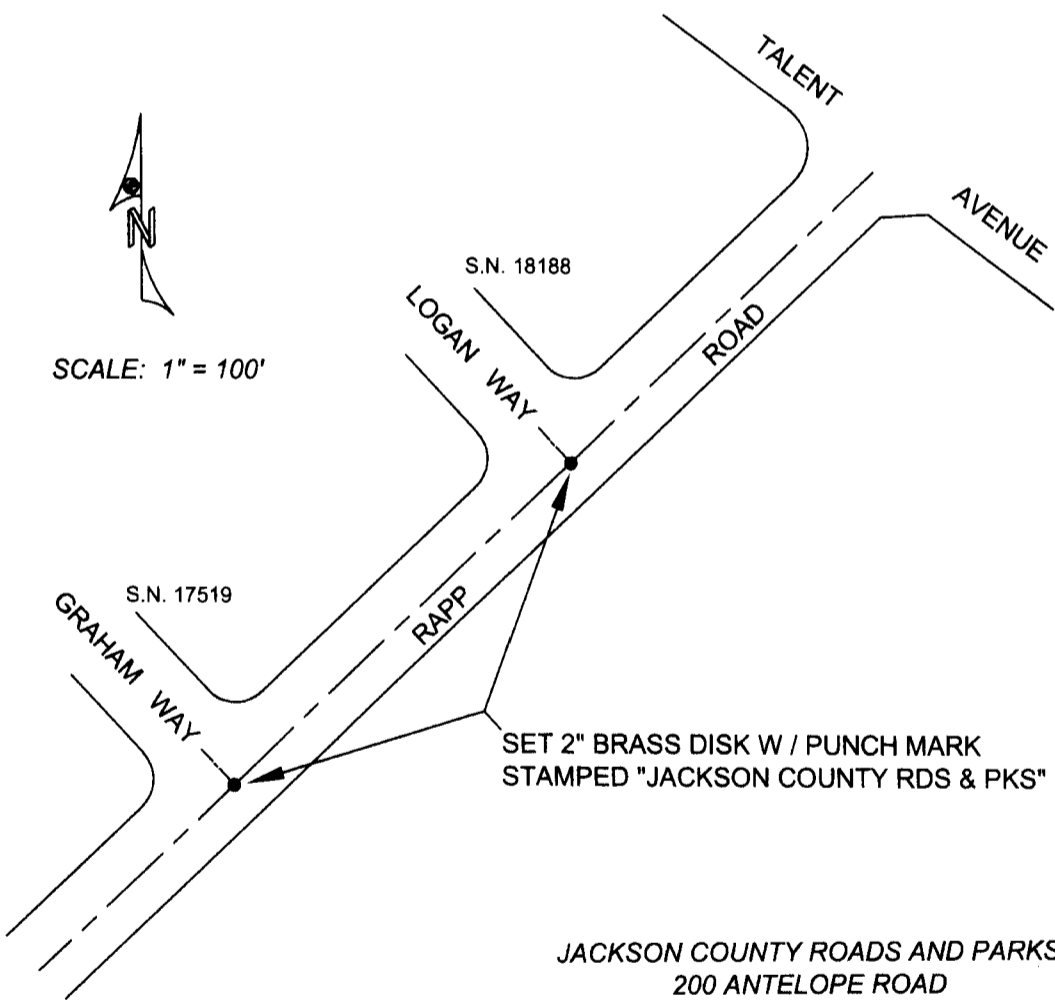 TALENT
AVENUE
N
S.N. 18188
LOGAN WAY
SCALE: 1" = 100'
ROAD
S.N. 17519
RAPP
GRAHAM WAY
SET 2" BRASS DISK W / PUNCH MARK
STAMPED "JACKSON COUNTY RDS & PKS"
JACKSON COUNTY ROADS AND PARKS
200 ANTELOPE ROAD